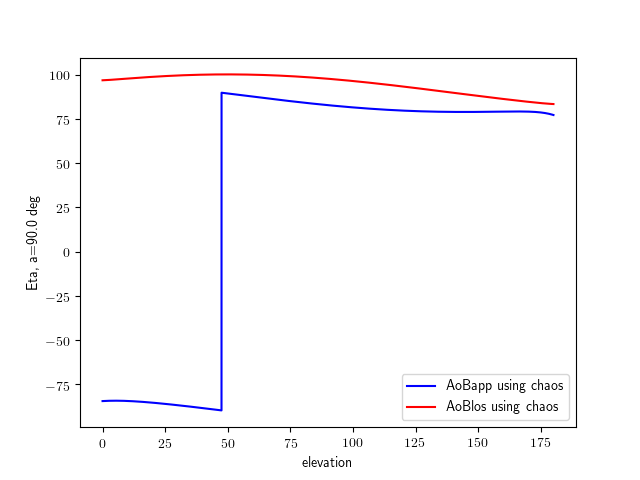 100
75
50
25
0
−25
−50
−75
Eta, a=90.0 deg
AoBapp using chaos
AoBlos using chaos
0 25 50 75 100 125 150 175
elevation